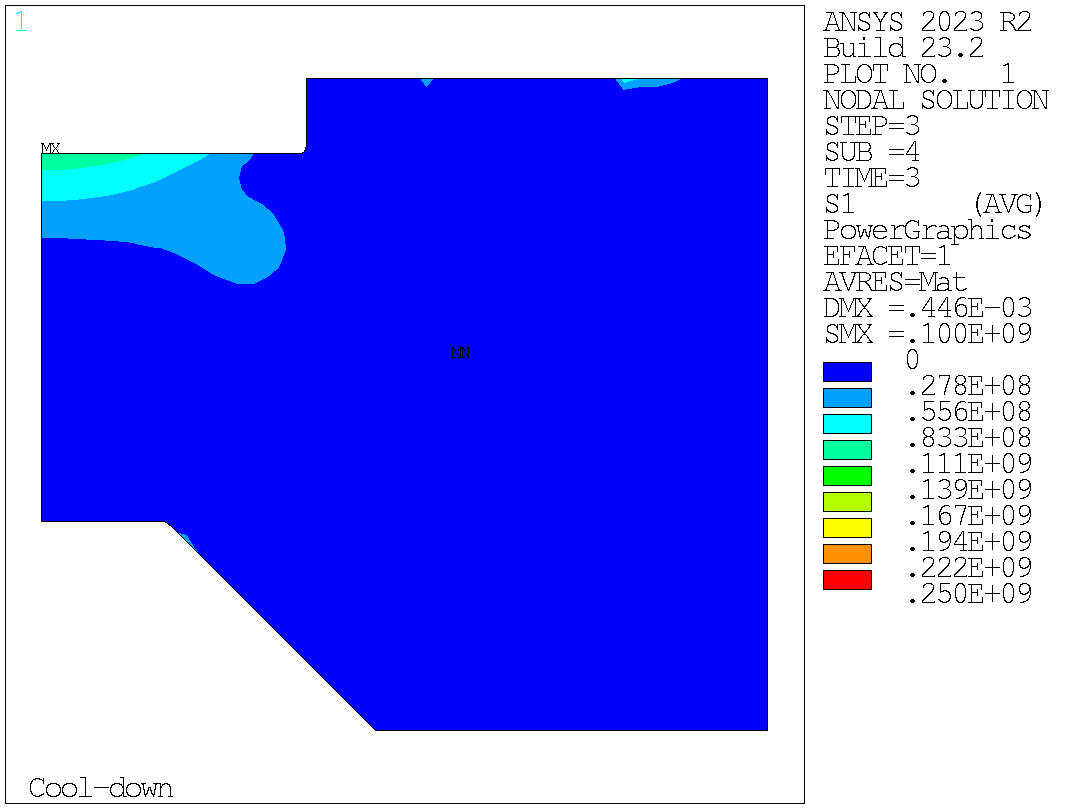 1
ANSYS 2023 R2
Build 23.2
PLOT NO. 1
NODAL SOLUTION
STEP=3
SUB =4
TIME=3
S1 (AVG)
PowerGraphics
EFACET=1
AVRES=Mat
DMX =.446E-03
SMX =.100E+09
0
.278E+08
.556E+08
.833E+08
.111E+09
.139E+09
.167E+09
.194E+09
.222E+09
.250E+09
MX
MN
Cool-down